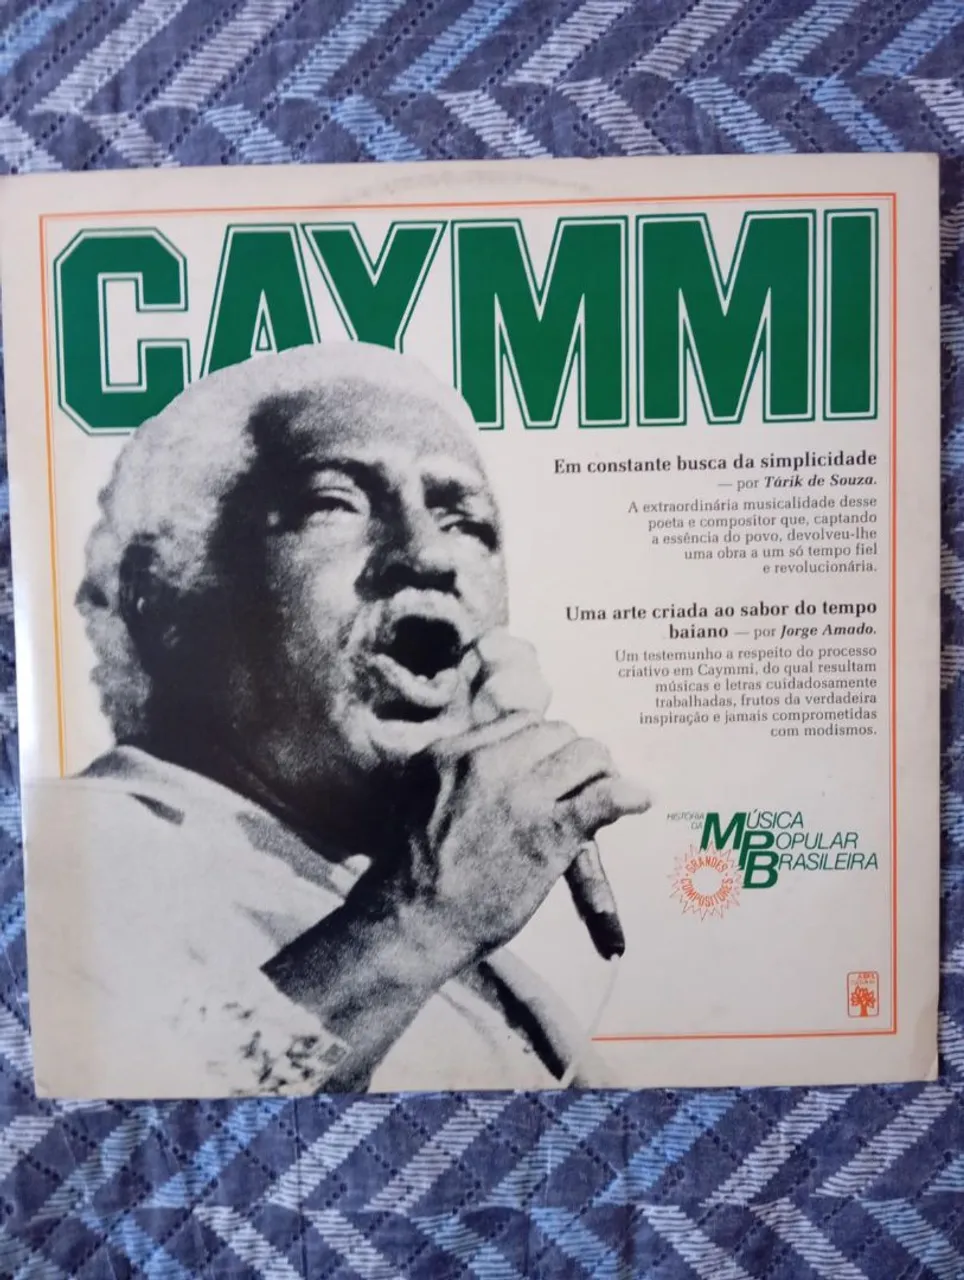 CAYMMI
Em constante busca da simplicidade
— por Tárik de Souza.
A extraordinária musicalidade desse
poeta e compositor que, captando
a essência do povo, devolveu-lhe
uma obra a um só tempo fiel
e revolucionária.
Uma arte criada ao sabor do tempo
baiano — por Jorge Amado.
Um testemunho a respeito do processo
criativo em Caymmi, do qual resultam
músicas e letras cuidadosamente
trabalhadas, frutos da verdadeira
inspiração e jamais comprometidas
com modismos.
HISTÓRIA
DA
MÚSICA
POPULAR
BRASILEIRA
GRANDES
COMPOSITORES
ABRIL
CULTURAL